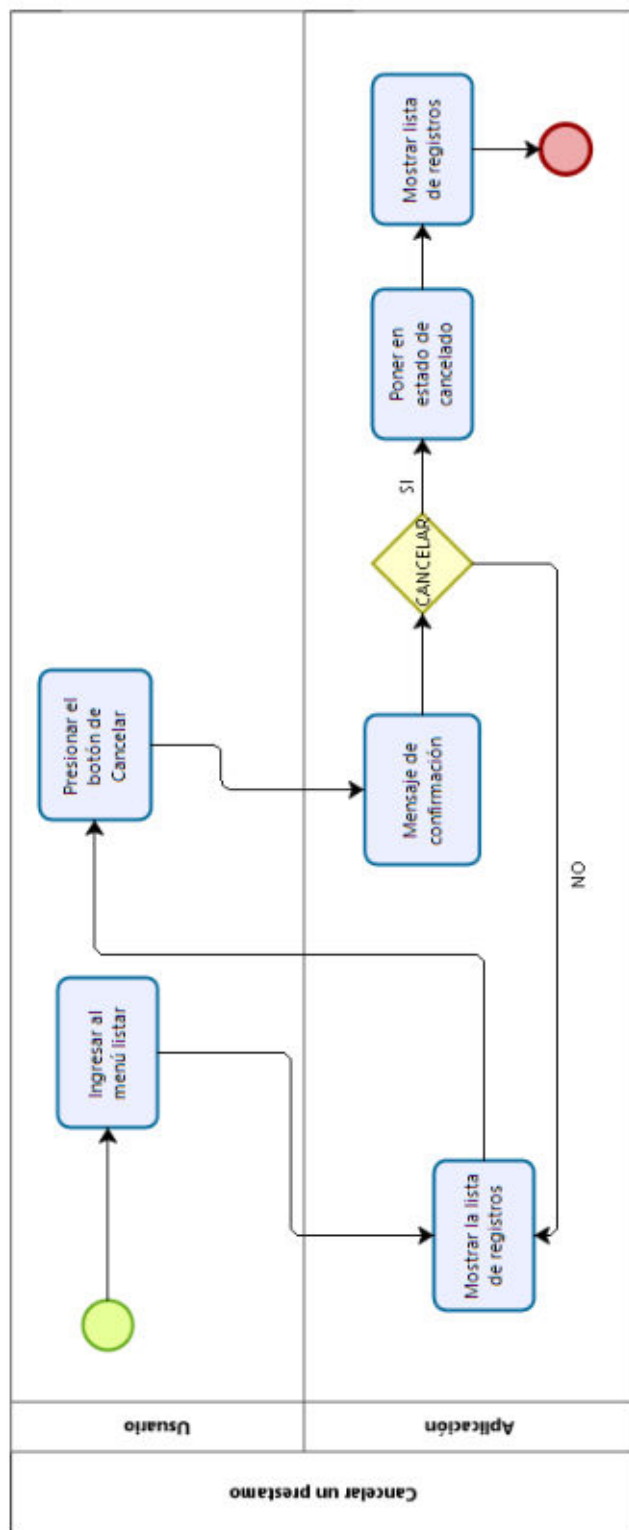 Cancelar un prestamo
Usuario
Aplicación
Ingresar al
menú listar
Mostrar la lista
de registros
Presionar el
botón de
Cancelar
Mensaje de
confirmación
CANCELAR
SI
NO
Poner en
estado de
cancelado
Mostrar lista
de registros